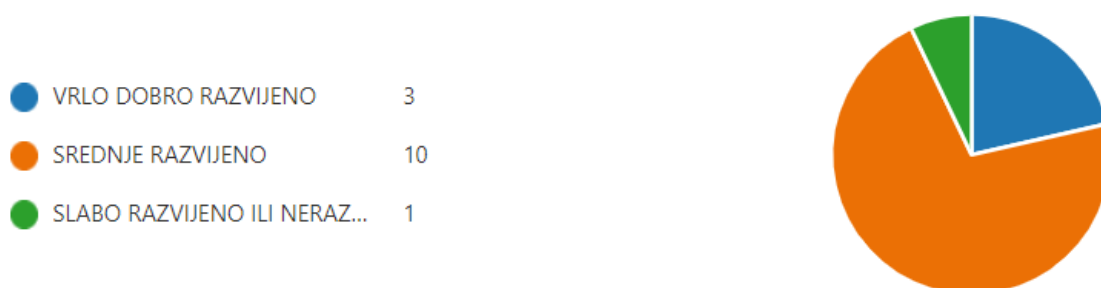 VRLO DOBRO RAZVIJENO 3
SREDNJE RAZVIJENO 10
SLABO RAZVIJENO ILI NERAZ... 1